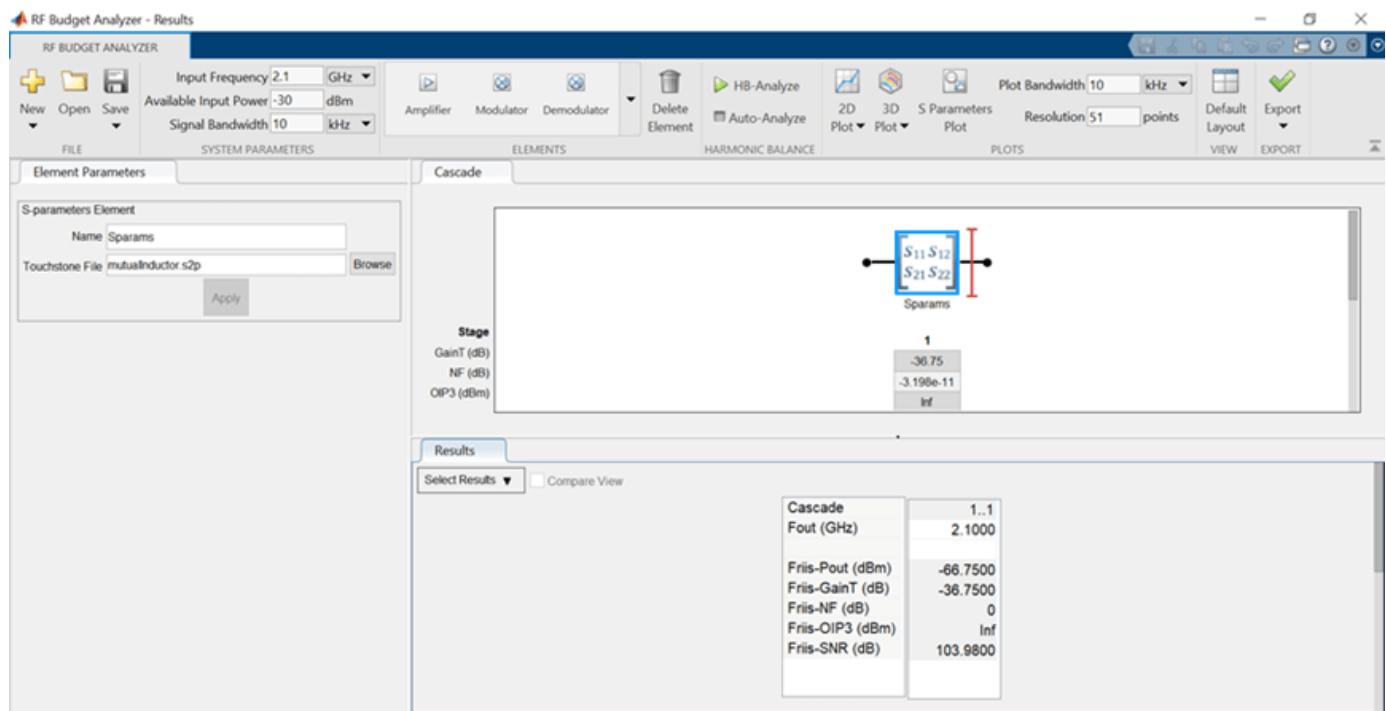 RF Budget Analyzer - Results
RF BUDGET ANALYZER
New Open Save
Input Frequency 2.1 GHz
Available Input Power -30 dBm
Signal Bandwidth 10 kHz
Amplifier Modulator Demodulator
Delete Element
HB-Analyze
Auto-Analyze
2D Plot 3D Plot S Parameters Plot
Plot Bandwidth 10 kHz
Resolution 51 points
Default Layout Export
FILE SYSTEM PARAMETERS ELEMENTS HARMONIC BALANCE PLOTS VIEW EXPORT
Element Parameters
S-parameters Element
Name Sparams
Touchstone File mutualInductor.s2p Browse
Apply
Cascade
S11 S12
S21 S22
Sparams
Stage 1
GainT (dB) -36.75
NF (dB) -3.198e-11
OIP3 (dBm) Inf
Results
Select Results Compare View
Cascade 1..1
Fout (GHz) 2.1000
Friis-Pout (dBm) -66.7500
Friis-GainT (dB) -36.7500
Friis-NF (dB) 0
Friis-OIP3 (dBm) Inf
Friis-SNR (dB) 103.9800